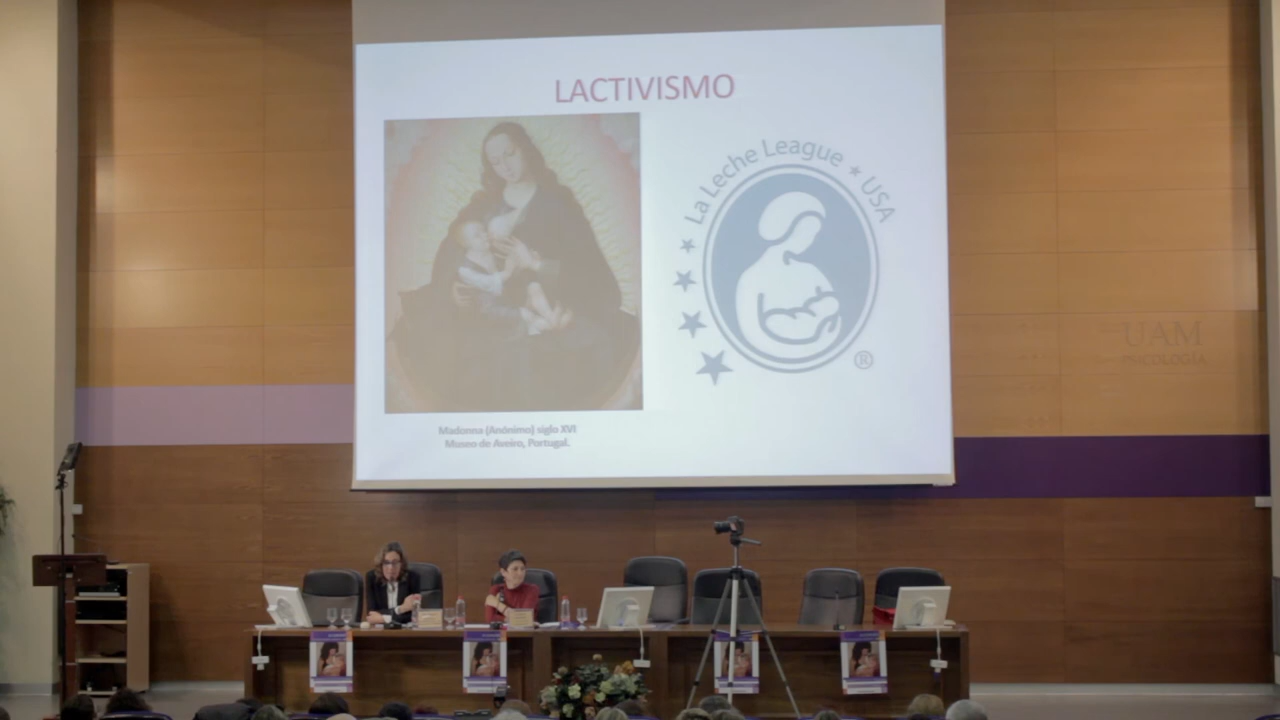 LACTIVISMO
La Leche League USA
®
Madonna (Anónimo) siglo XVI
Museo de Aveiro, Portugal.
UAM
PSICOLOGÍA